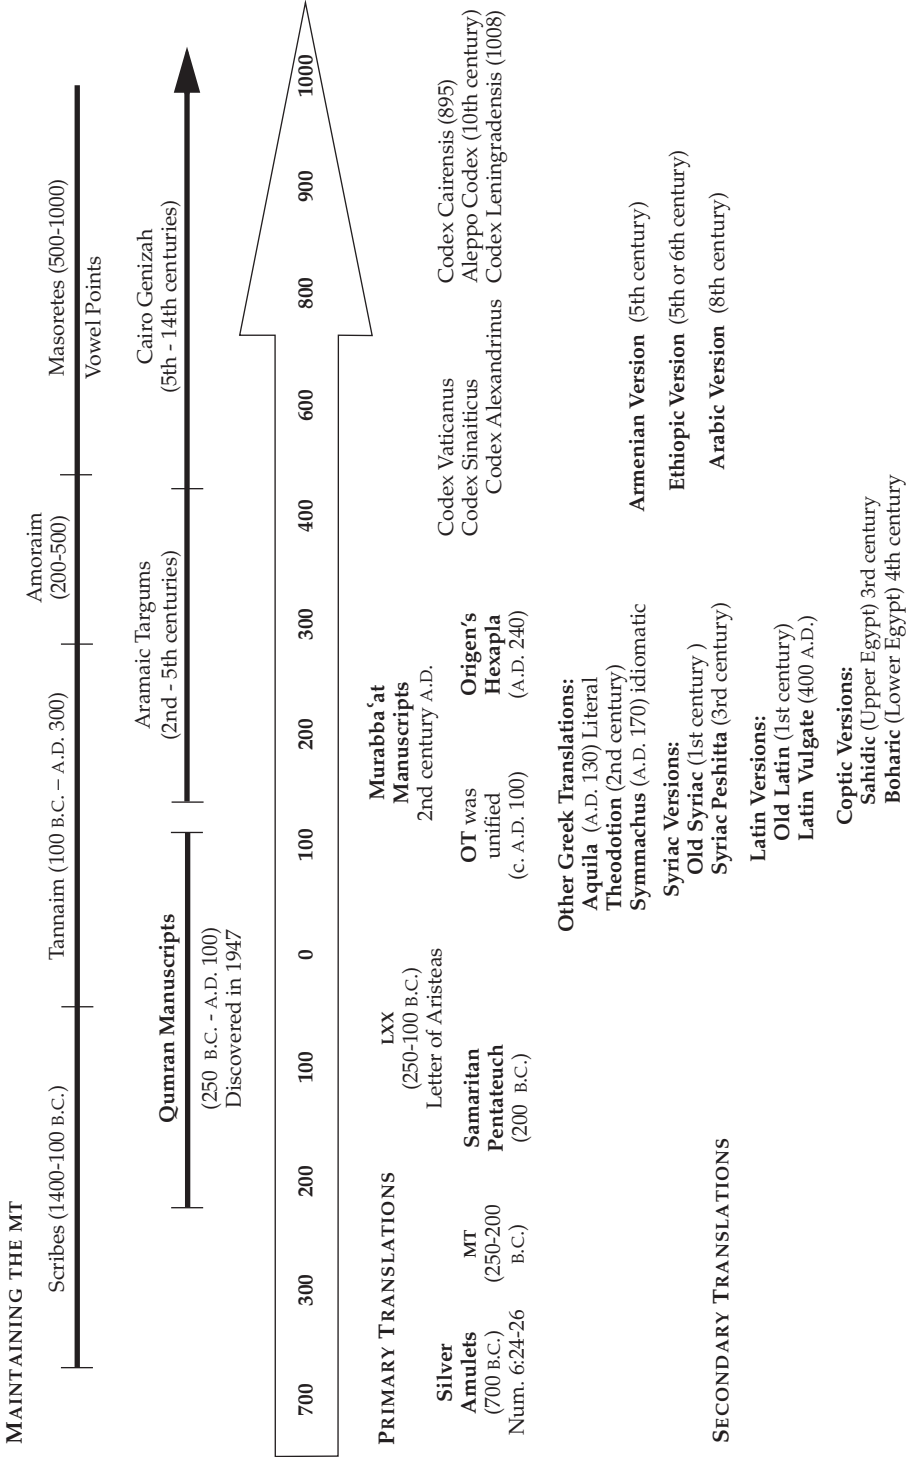 MAINTAINING THE MT
Scribes (1400-100 B.C.)
Tannaim (100 B.C. – A.D. 300)
Amoraim
(200-500)
Masoretes (500-1000)
Vowel Points
Qumran Manuscripts
(250 B.C. - A.D. 100)
Discovered in 1947
Aramaic Targums
(2nd - 5th centuries)
Cairo Genizah
(5th - 14th centuries)
700 300 200 100 0 100 200 300 400 600 800 900 1000
PRIMARY TRANSLATIONS
Silver
Amulets
(700 B.C.)
Num. 6:24-26
MT
(250-200
B.C.)
LXX
(250-100 B.C.)
Letter of Aristeas
Samaritan
Pentateuch
(200 B.C.)
Murabbaʿat
Manuscripts
2nd century A.D.
OT was
unified
(c. A.D. 100)
Origen's
Hexapla
(A.D. 240)
Codex Vaticanus
Codex Sinaiticus
Codex Alexandrinus
Codex Cairensis (895)
Aleppo Codex (10th century)
Codex Leningradensis (1008)
SECONDARY TRANSLATIONS
Other Greek Translations:
Aquila (A.D. 130) Literal
Theodotion (2nd century)
Symmachus (A.D. 170) idiomatic
Syriac Versions:
Old Syriac (1st century )
Syriac Peshitta (3rd century)
Latin Versions:
Old Latin (1st century)
Latin Vulgate (400 A.D.)
Coptic Versions:
Sahidic (Upper Egypt) 3rd century
Boharic (Lower Egypt) 4th century
Armenian Version (5th century)
Ethiopic Version (5th or 6th century)
Arabic Version (8th century)